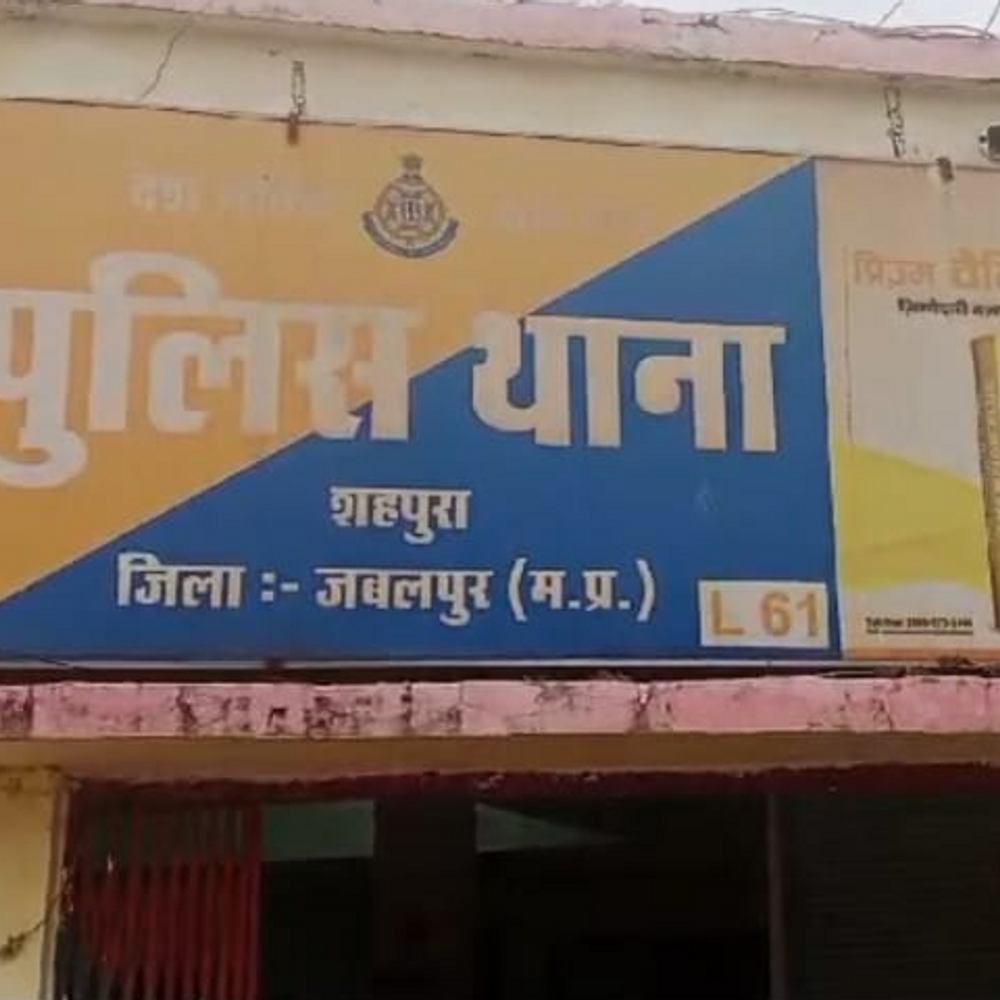 पुलिस थाना
शहपुरा
जिला :- जबलपुर (म.प्र.)
L 61
प्रिज्म